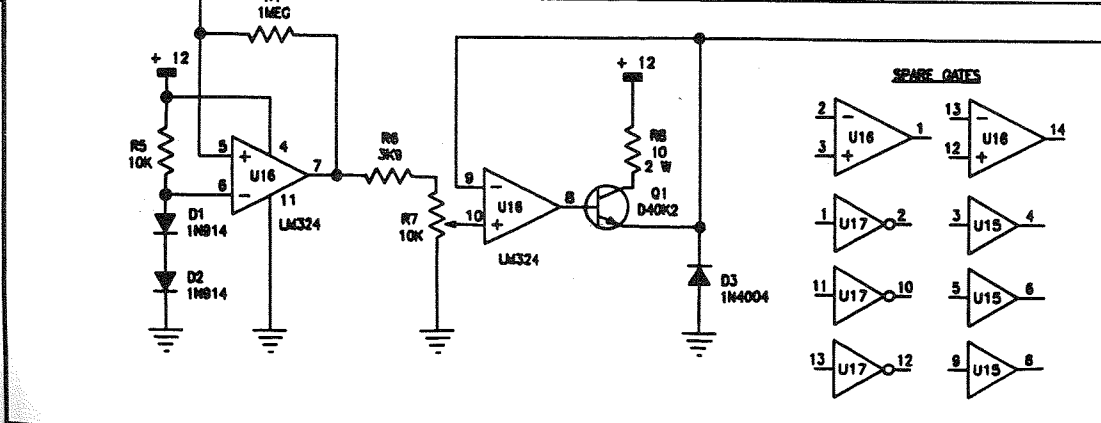 1MEG
+ 12
R5
10K
5
+
4
U16
7
6
-
11
LM324
D1
1N914
D2
1N914
R6
3K9
R7
10K
9
-
U16
8
10
+
LM324
+ 12
R8
10
2 W
Q1
D40K2
D3
1N4004
SPARE GATES
2
-
U16
1
3
+
13
-
U16
14
12
+
1
U17
2
3
U15
4
11
U17
10
5
U15
6
13
U17
12
9
U15
8